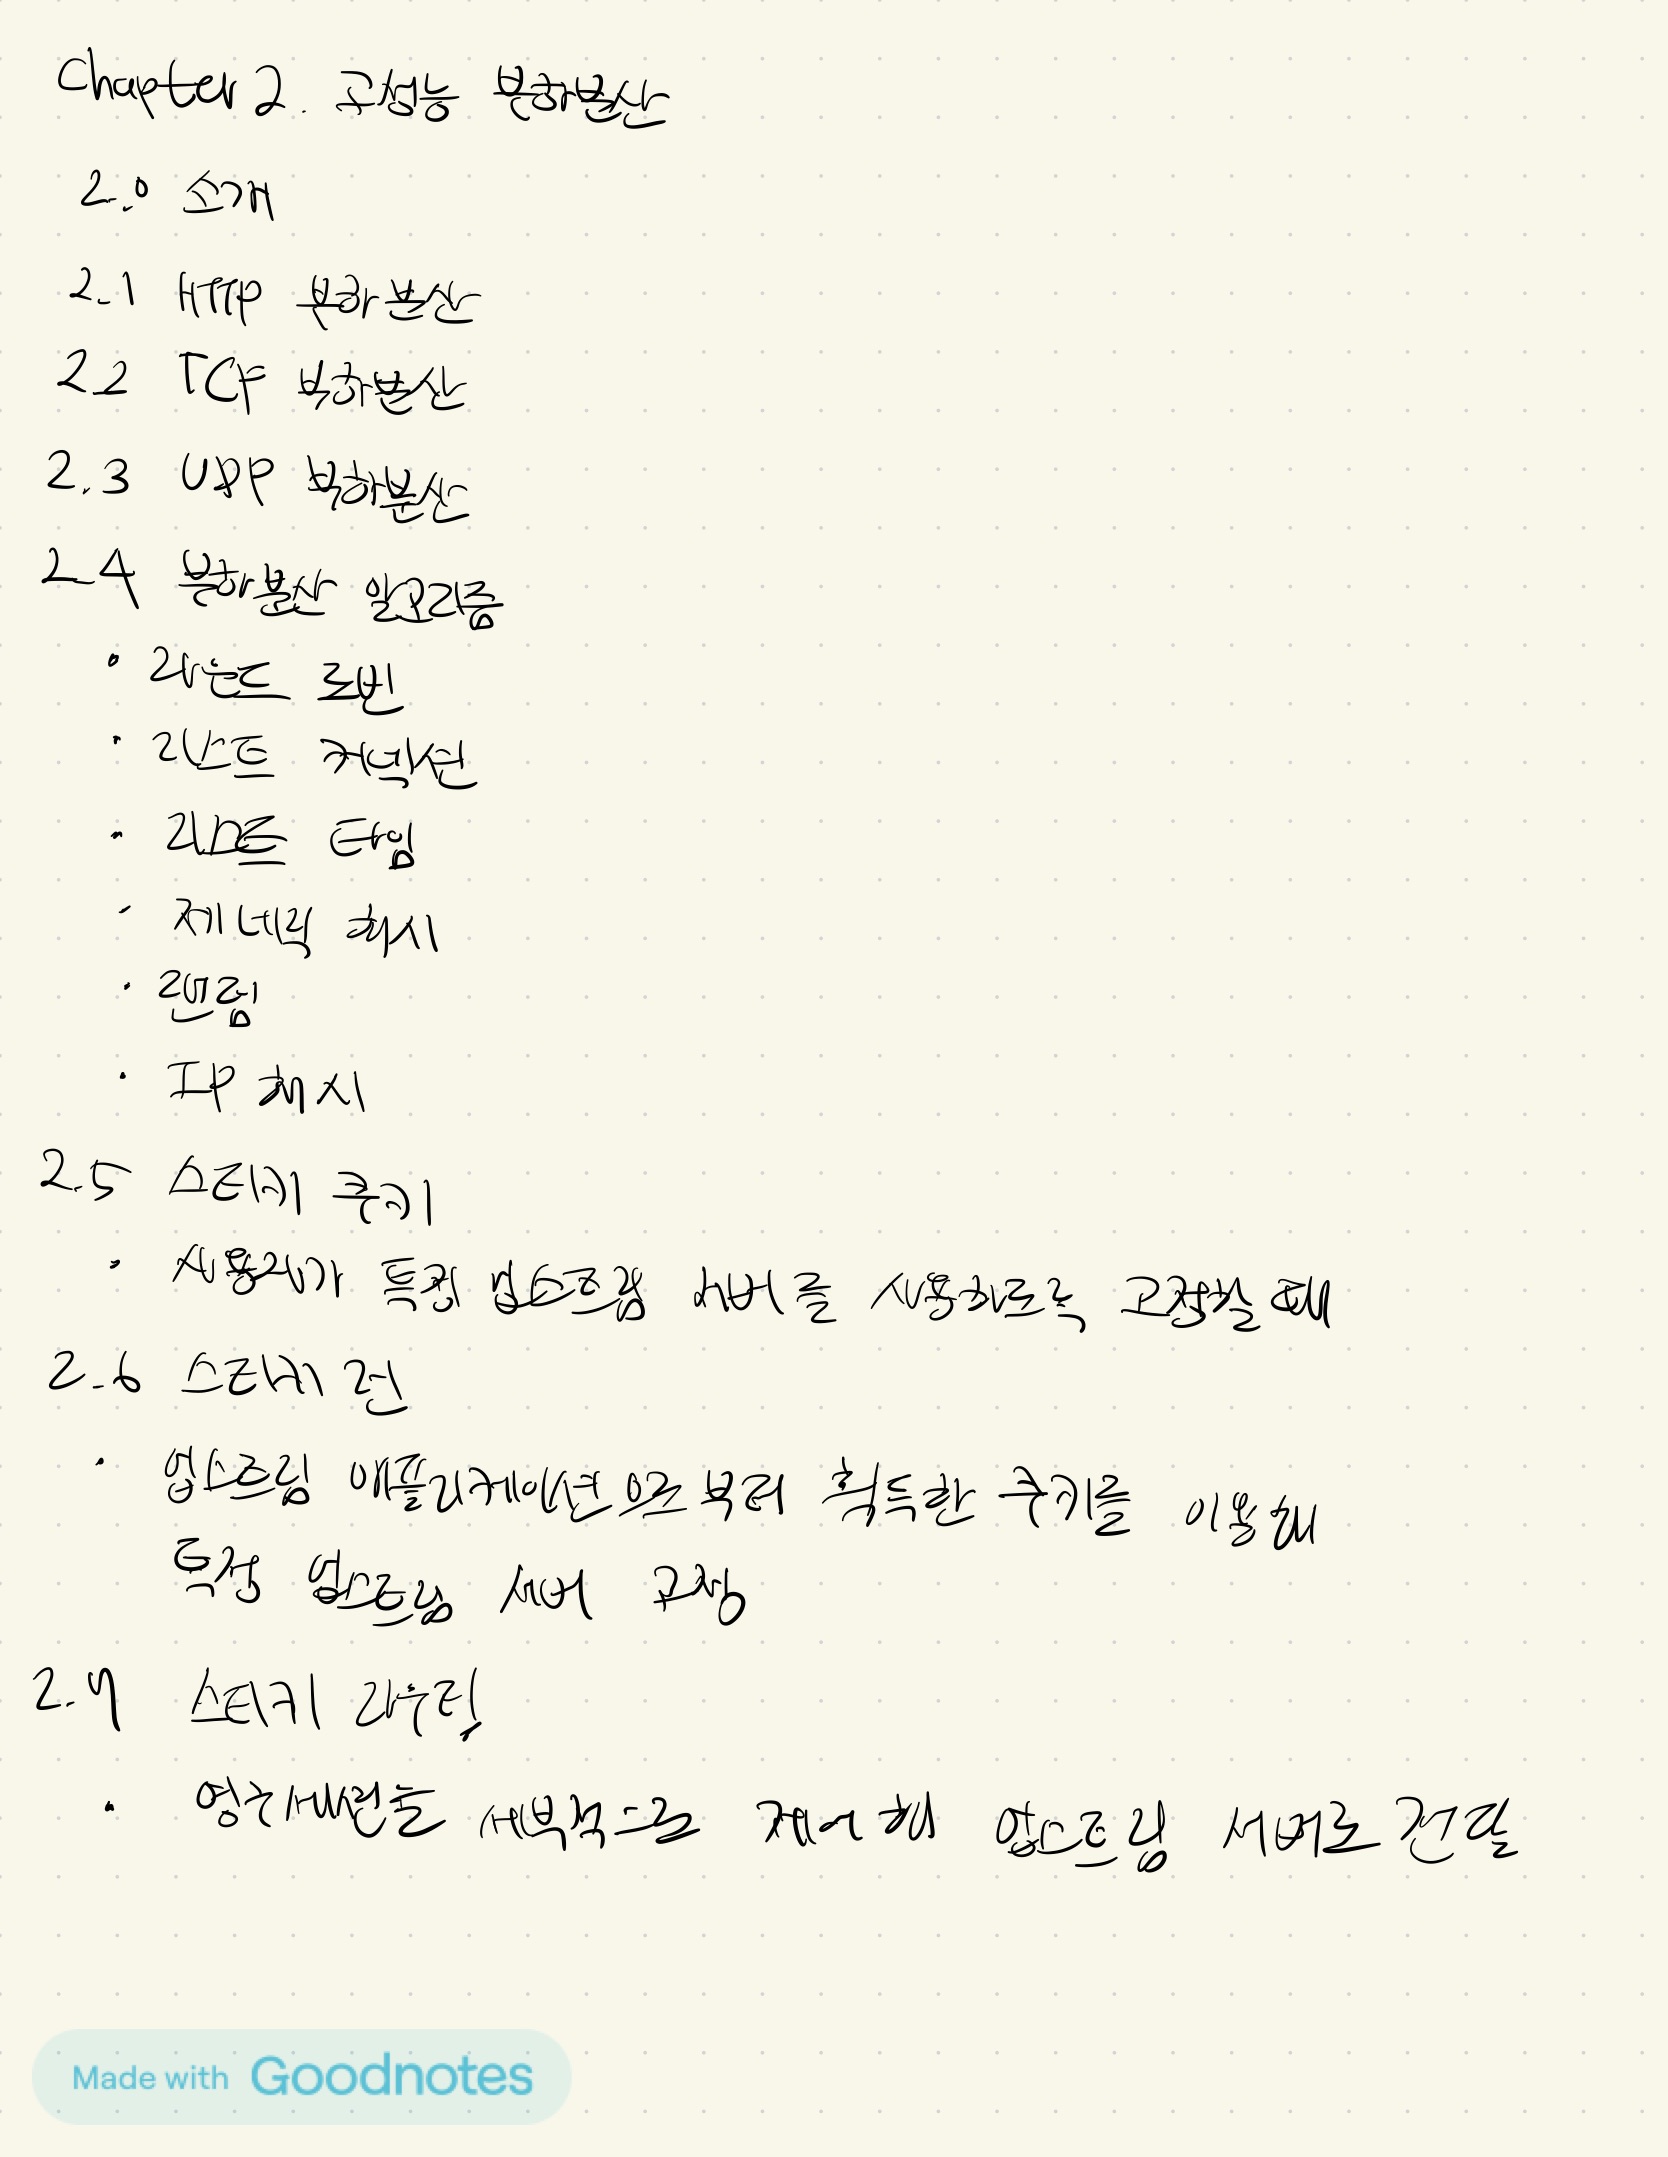 Chapter 2. 고성능 부하분산
2.0 소개
2.1 HTTP 부하분산
2.2 TCP 부하분산
2.3 UDP 부하분산
2.4 부하분산 알고리즘
• 라운드 로빈
• 리스트 커넥션
• 리스트 타임
• 제네릭 해시
• 랜덤
• IP 해시
2.5 스티키 쿠키
• 사용자가 특정 업스트림 서버를 사용하도록 고정할 때
2.6 스티키 런
• 업스트림 애플리케이션으로부터 획득한 쿠키를 이용해
특정 업스트림 서버 고정
2.7 스티키 라우팅
• 영구세션을 세부적으로 제어해 업스트림 서버로 전달
Made with Goodnotes